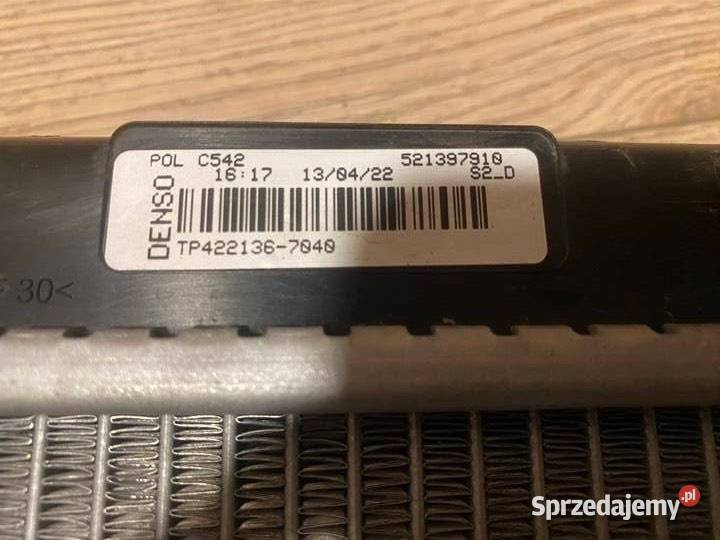 POL C542 521397910
16:17 13/04/22 S2_D
DENSO
TP422136-7040
30<
Sprzedajemy.pl